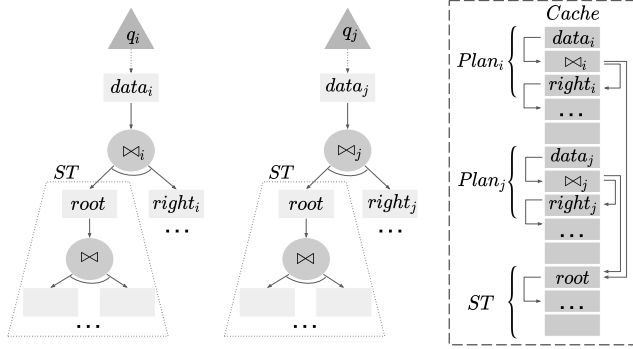 q_i
data_i
⋈_i
ST
root
right_i
...
⋈
...
q_j
data_j
⋈_j
ST
root
right_j
...
⋈
...
Cache
Plan_i
data_i
⋈_i
right_i
...
Plan_j
data_j
⋈_j
right_j
...
ST
root
...